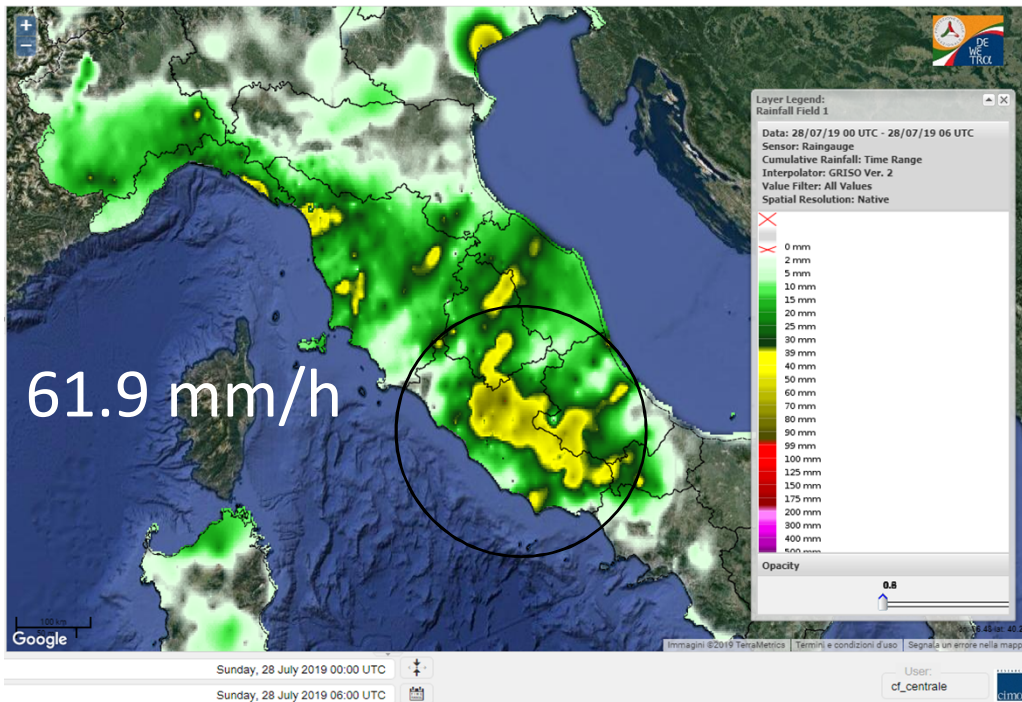 +
−
DE
WE
TRα
Layer Legend:
Rainfall Field 1
Data: 28/07/19 00 UTC - 28/07/19 06 UTC
Sensor: Raingauge
Cumulative Rainfall: Time Range
Interpolator: GRISO Ver. 2
Value Filter: All Values
Spatial Resolution: Native
0 mm
2 mm
5 mm
10 mm
15 mm
20 mm
25 mm
30 mm
39 mm
40 mm
50 mm
60 mm
70 mm
80 mm
90 mm
99 mm
100 mm
125 mm
150 mm
175 mm
200 mm
300 mm
400 mm
500 mm
Opacity
61.9 mm/h
100 km
Google
Immagini ©2019 TerraMetrics
Termini e condizioni d'uso
Segnala un errore nella mapp
Sunday, 28 July 2019 00:00 UTC
User:
cf_centrale
Sunday, 28 July 2019 06:00 UTC
cimo